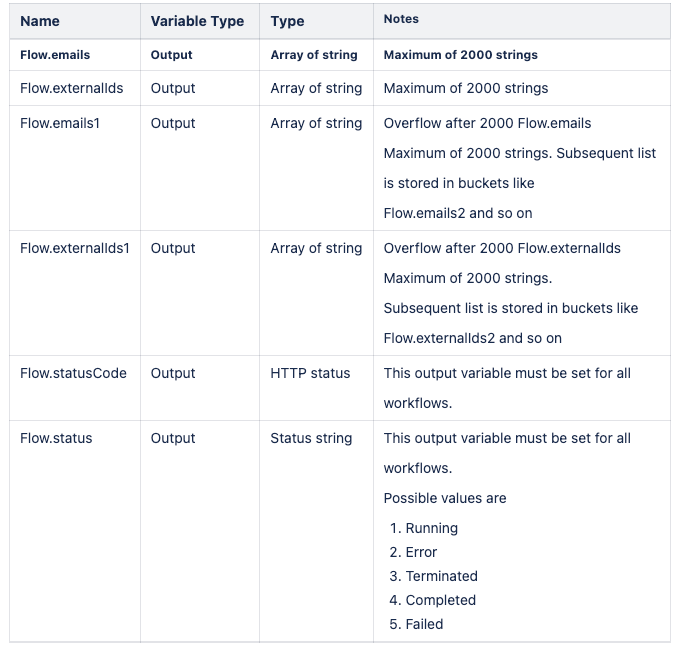 Name Variable Type Type Notes
Flow.emails Output Array of string Maximum of 2000 strings
Flow.externalIds Output Array of string Maximum of 2000 strings
Flow.emails1 Output Array of string Overflow after 2000 Flow.emails
Maximum of 2000 strings. Subsequent list
is stored in buckets like
Flow.emails2 and so on
Flow.externalIds1 Output Array of string Overflow after 2000 Flow.externalIds
Maximum of 2000 strings.
Subsequent list is stored in buckets like
Flow.externalIds2 and so on
Flow.statusCode Output HTTP status This output variable must be set for all
workflows.
Flow.status Output Status string This output variable must be set for all
workflows.
Possible values are
1. Running
2. Error
3. Terminated
4. Completed
5. Failed